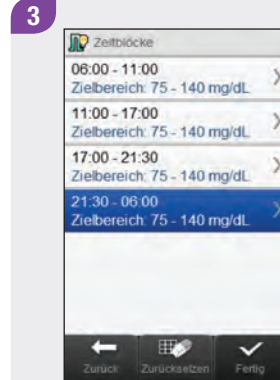 3
Zeitblöcke
06:00 - 11:00
Zielbereich: 75 - 140 mg/dL
11:00 - 17:00
Zielbereich: 75 - 140 mg/dL
17:00 - 21:30
Zielbereich: 75 - 140 mg/dL
21:30 - 06:00
Zielbereich: 75 - 140 mg/dL
Zurück Zurücksetzen Fertig